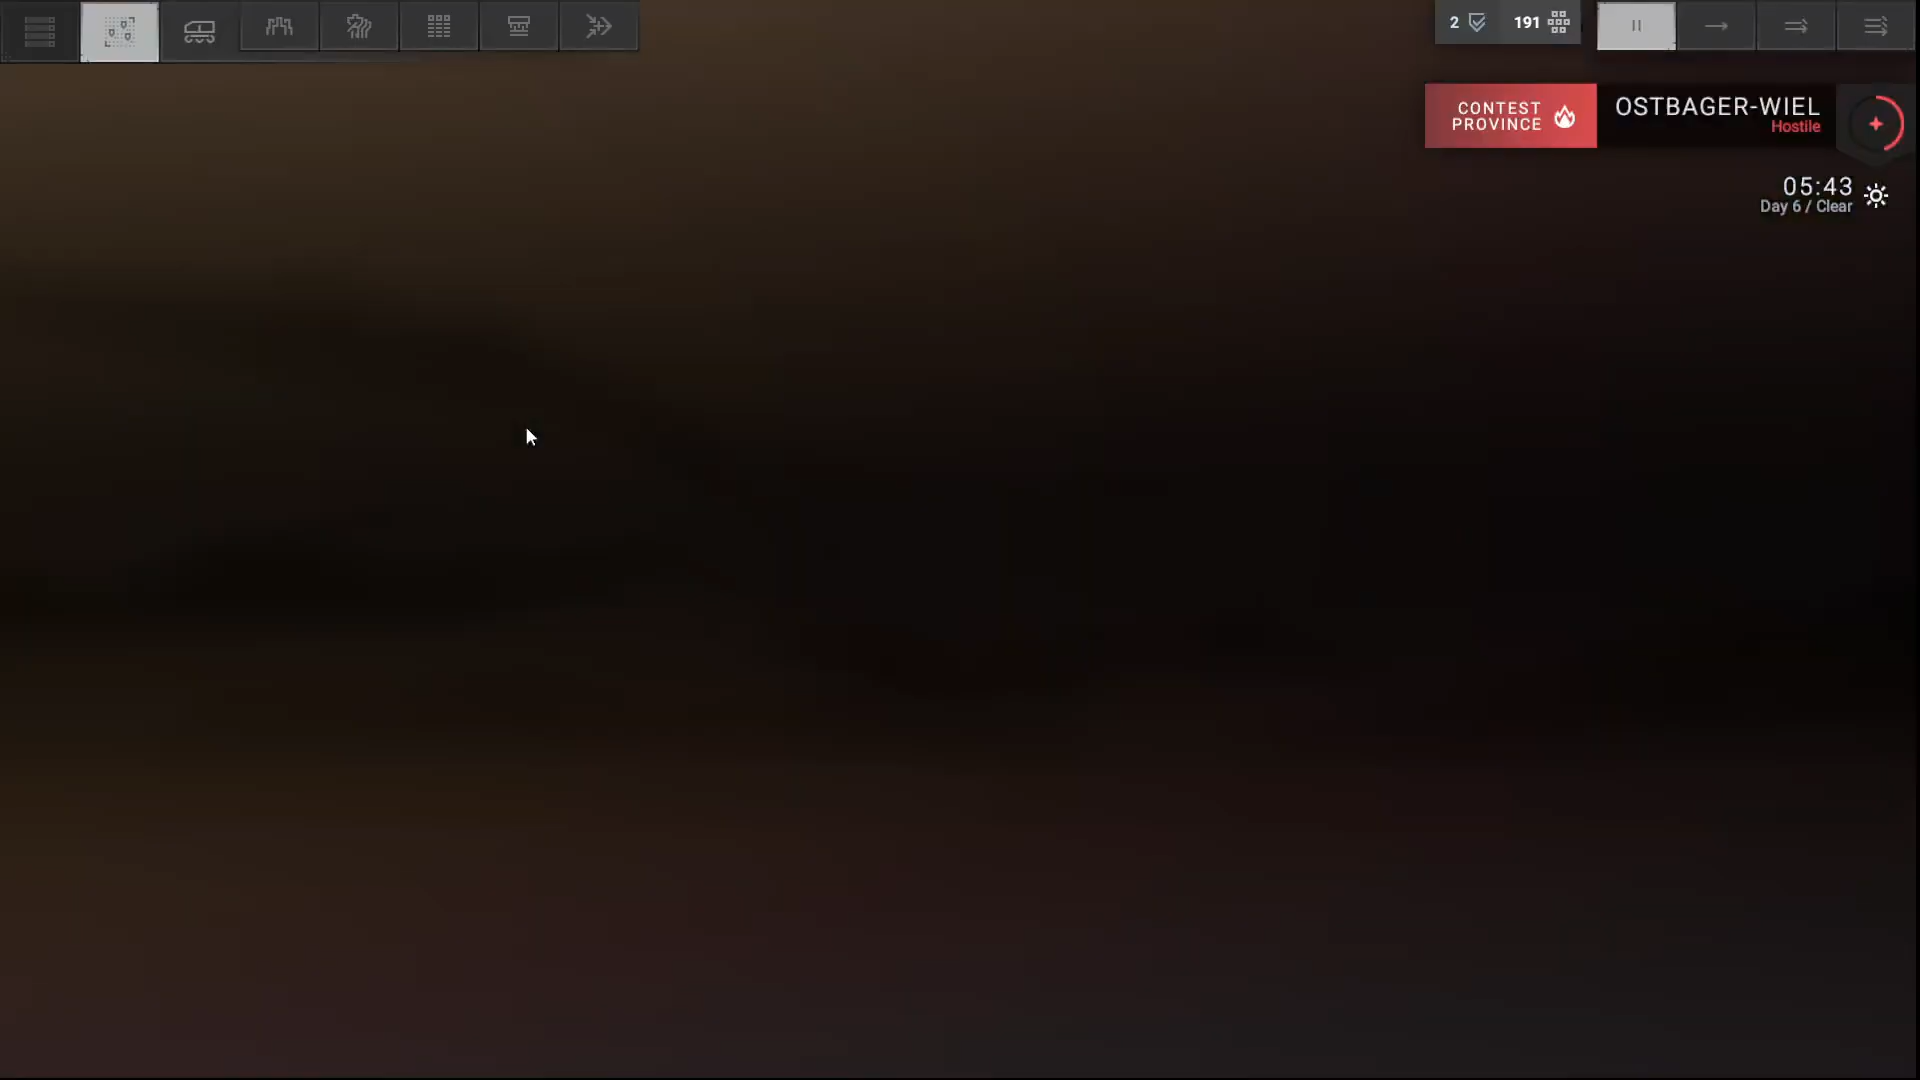 2
191
CONTEST
PROVINCE
OSTBAGER-WIEL
Hostile
05:43
Day 6 / Clear